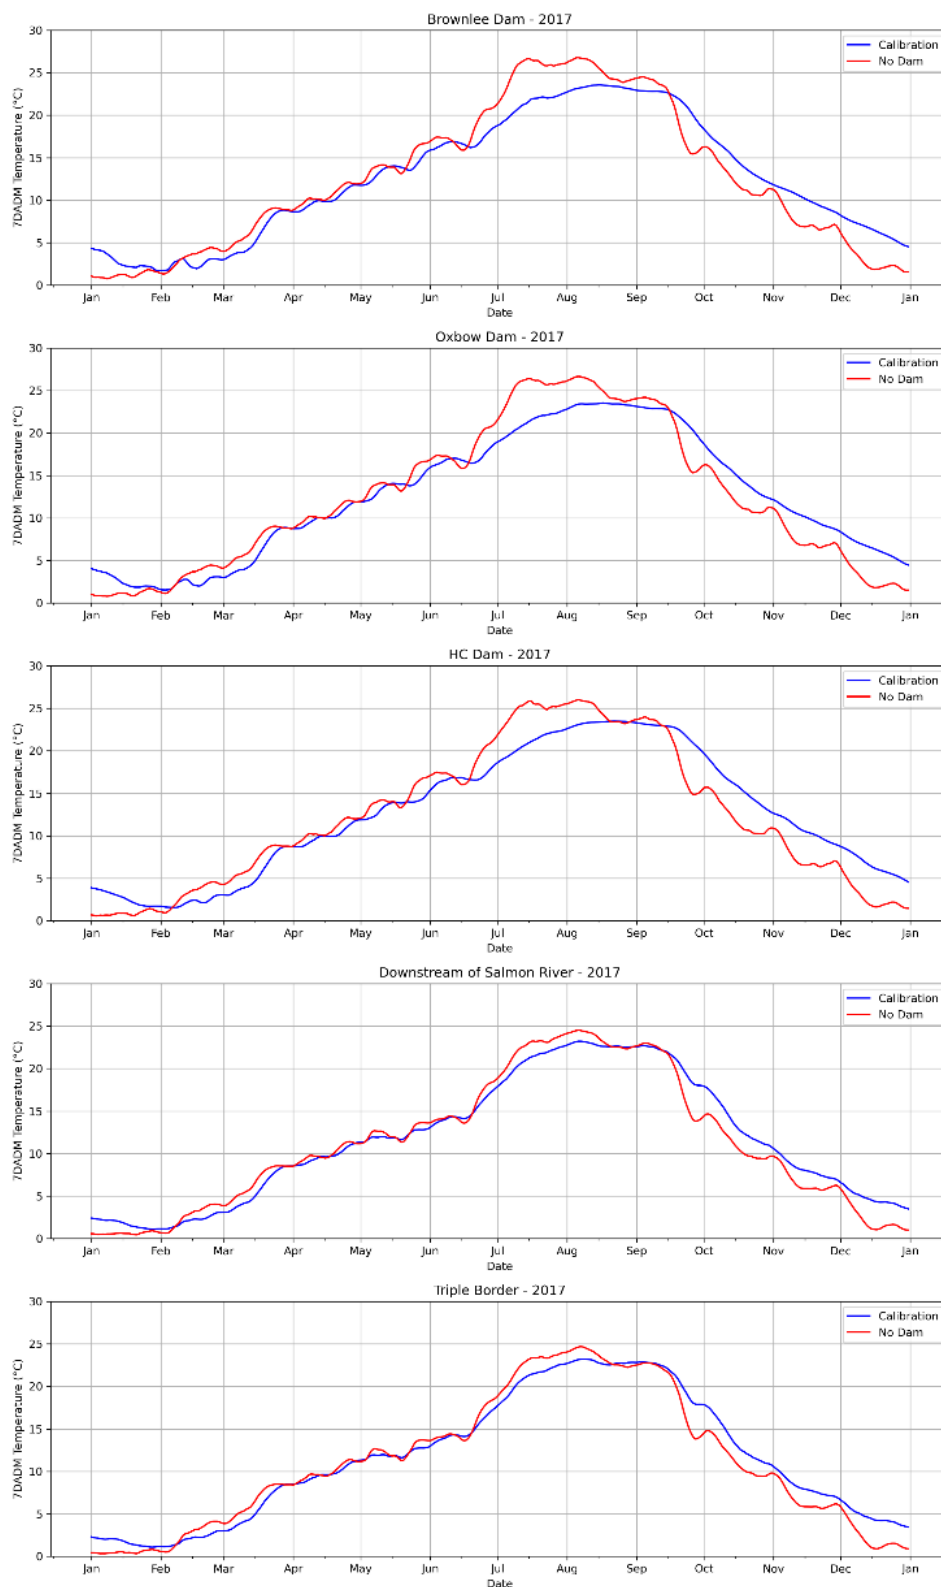 Brownlee Dam - 2017
Calibration
No Dam
7DADM Temperature (°C)
30
25
20
15
10
5
0
Jan Feb Mar Apr May Jun Jul Aug Sep Oct Nov Dec Jan
Date
Oxbow Dam - 2017
Calibration
No Dam
7DADM Temperature (°C)
30
25
20
15
10
5
0
Jan Feb Mar Apr May Jun Jul Aug Sep Oct Nov Dec Jan
Date
HC Dam - 2017
Calibration
No Dam
7DADM Temperature (°C)
30
25
20
15
10
5
0
Jan Feb Mar Apr May Jun Jul Aug Sep Oct Nov Dec Jan
Date
Downstream of Salmon River - 2017
Calibration
No Dam
7DADM Temperature (°C)
30
25
20
15
10
5
0
Jan Feb Mar Apr May Jun Jul Aug Sep Oct Nov Dec Jan
Date
Triple Border - 2017
Calibration
No Dam
7DADM Temperature (°C)
30
25
20
15
10
5
0
Jan Feb Mar Apr May Jun Jul Aug Sep Oct Nov Dec Jan
Date